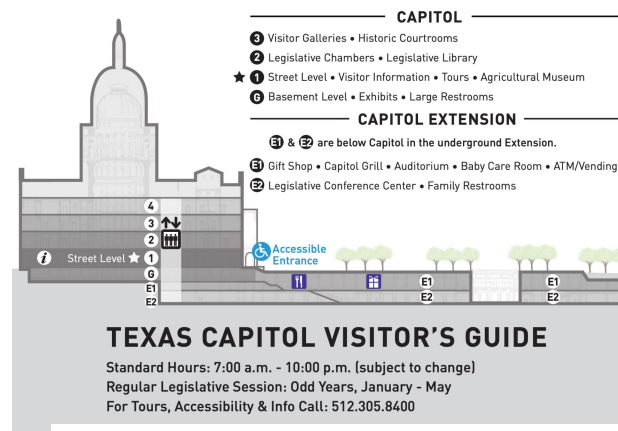 CAPITOL
3 Visitor Galleries • Historic Courtrooms
2 Legislative Chambers • Legislative Library
★ 1 Street Level • Visitor Information • Tours • Agricultural Museum
G Basement Level • Exhibits • Large Restrooms
CAPITOL EXTENSION
E1 & E2 are below Capitol in the underground Extension.
E1 Gift Shop • Capitol Grill • Auditorium • Baby Care Room • ATM/Vending
E2 Legislative Conference Center • Family Restrooms
4
3
2
i Street Level ★ 1
G
E1
E2
Accessible
Entrance
E1
E2
E1
E2
TEXAS CAPITOL VISITOR'S GUIDE
Standard Hours: 7:00 a.m. - 10:00 p.m. (subject to change)
Regular Legislative Session: Odd Years, January - May
For Tours, Accessibility & Info Call: 512.305.8400